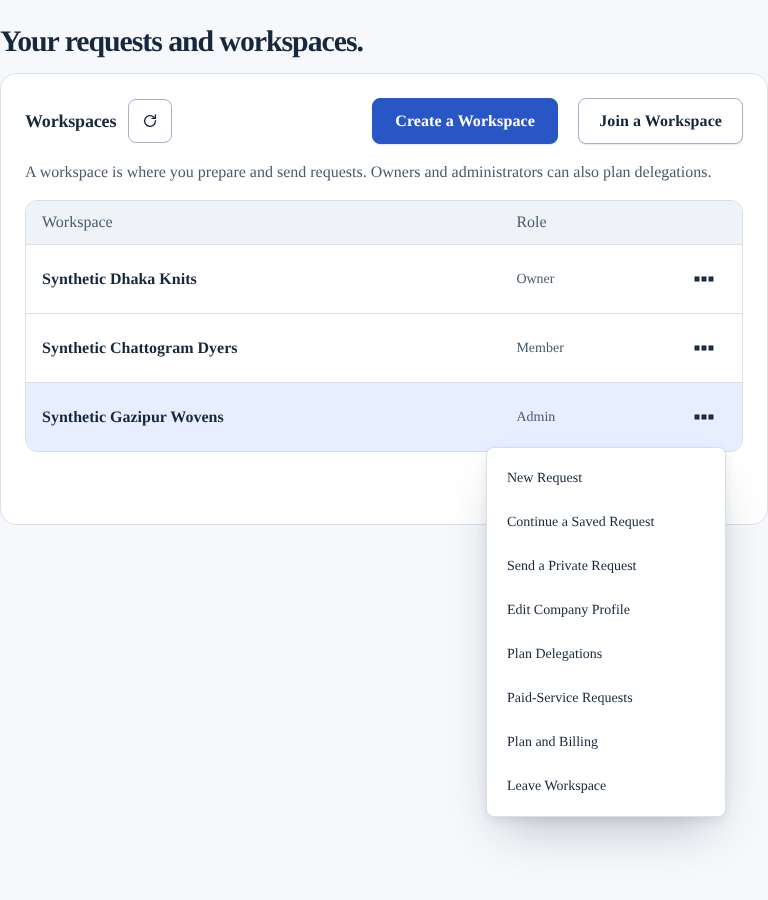 Your requests and workspaces.
Workspaces
Create a Workspace
Join a Workspace
A workspace is where you prepare and send requests. Owners and administrators can also plan delegations.
Workspace Role
Synthetic Dhaka Knits Owner
Synthetic Chattogram Dyers Member
Synthetic Gazipur Wovens Admin
New Request
Continue a Saved Request
Send a Private Request
Edit Company Profile
Plan Delegations
Paid-Service Requests
Plan and Billing
Leave Workspace